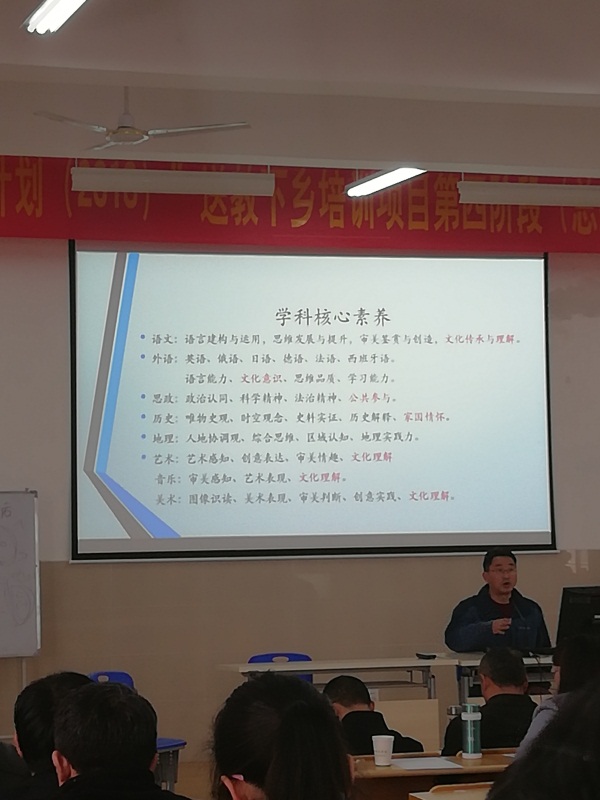 计划（2018）"送教下乡培训项目第四阶段（总
学科核心素养
语文：语言建构与运用，思维发展与提升，审美鉴赏与创造，文化传承与理解。
外语：英语、俄语、日语、德语、法语、西班牙语。
语言能力、文化意识、思维品质、学习能力。
思政：政治认同、科学精神、法治精神、公共参与。
历史：唯物史观、时空观念、史料实证、历史解释、家国情怀。
地理：人地协调观、综合思维、区域认知、地理实践力。
艺术：艺术感知、创意表达、审美情趣、文化理解
音乐：审美感知、艺术表现、文化理解。
美术：图像识读、美术表现、审美判断、创意实践、文化理解。